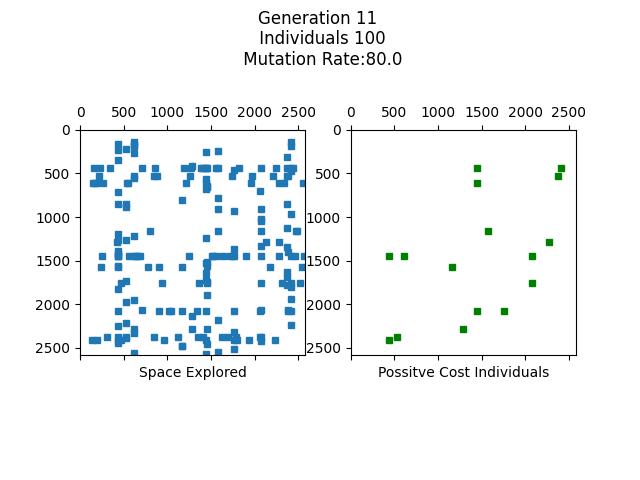 Generation 11
Individuals 100
Mutation Rate:80.0
0 500 1000 1500 2000 2500
0 500 1000 1500 2000 2500
0
500
1000
1500
2000
2500
0
500
1000
1500
2000
2500
Space Explored
Possitve Cost Individuals